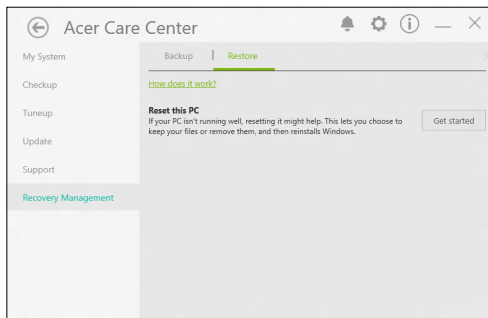 Acer Care Center
My System
Checkup
Tuneup
Update
Support
Recovery Management
Backup
Restore
How does it work?
Reset this PC
If your PC isn't running well, resetting it might help. This lets you choose to
keep your files or remove them, and then reinstalls Windows.
Get started